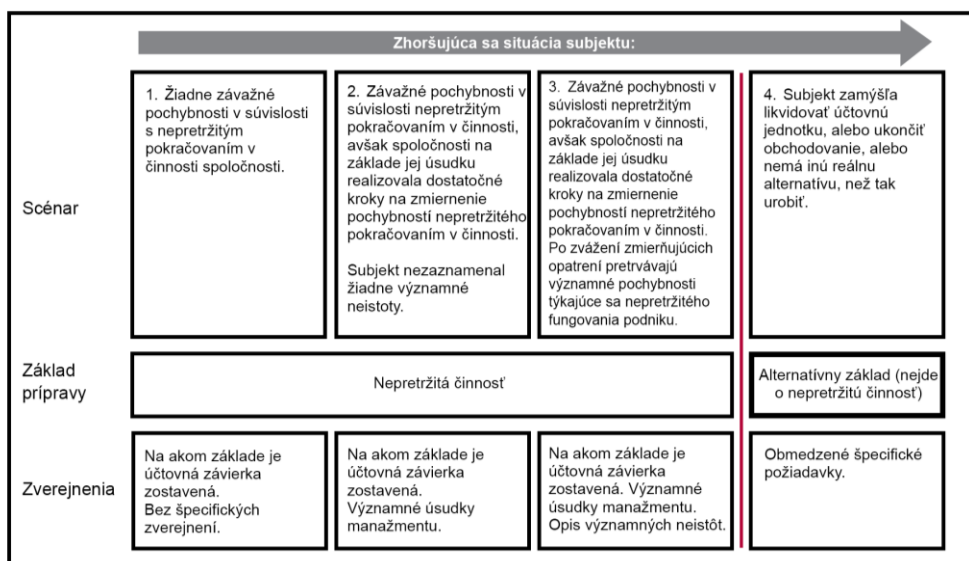 Zhoršujúca sa situácia subjektu:
Scénar
1. Žiadne závažné
pochybnosti v súvislosti
s nepretržitým
pokračovaním v
činnosti spoločnosti.
2. Závažné pochybnosti v
súvislosti nepretržitým
pokračovaním v činnosti,
avšak spoločnosti na
základe jej úsudku
realizovala dostatočné
kroky na zmiernenie
pochybností nepretržitého
pokračovaním v činnosti.
Subjekt nezaznamenal
žiadne významné
neistoty.
3. Závažné pochybnosti v
súvislosti nepretržitým
pokračovaním v činnosti,
avšak spoločnosti na
základe jej úsudku
realizovala dostatočné
kroky na zmiernenie
pochybností nepretržitého
pokračovaním v činnosti.
Po zvážení zmierňujúcich
opatrení pretrvávajú
významné pochybnosti
týkajúce sa nepretržitého
fungovania podniku.
4. Subjekt zamýšľa
likvidovať účtovnú
jednotku, alebo ukončiť
obchodovanie, alebo
nemá inú reálnu
alternatívu, než tak
urobiť.
Základ
prípravy
Nepretržitá činnosť
Alternatívny základ (nejde
o nepretržitú činnosť)
Zverejnenia
Na akom základe je
účtovná závierka
zostavená.
Bez špecifických
zverejnení.
Na akom základe je
účtovná závierka
zostavená.
Významné úsudky
manažmentu.
Na akom základe je
účtovná závierka
zostavená. Významné
úsudky manažmentu.
Opis významných neistôt.
Obmedzené špecifické
požiadavky.